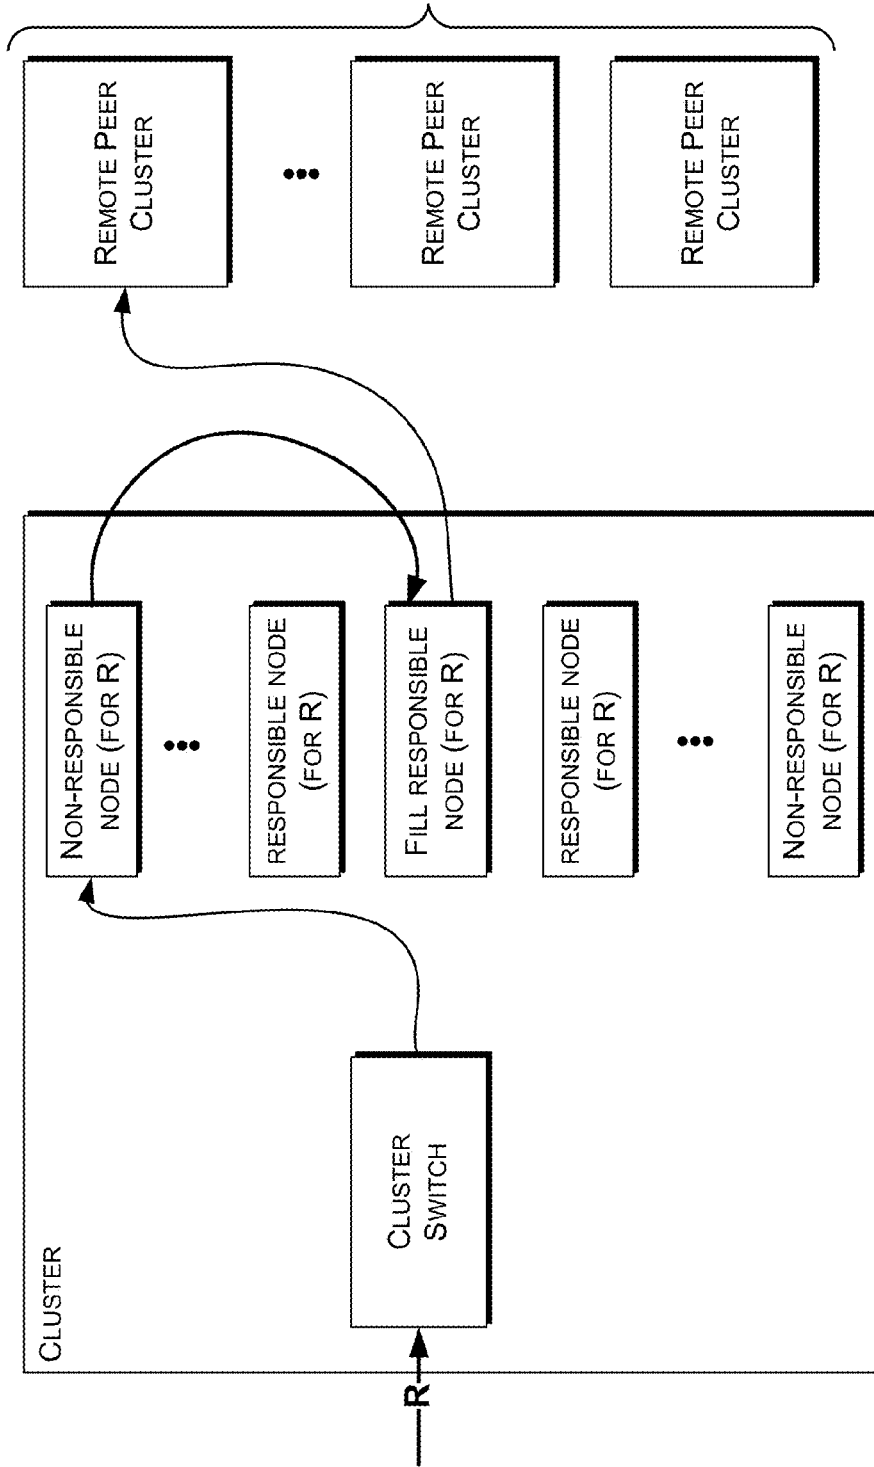 CLUSTER
R
CLUSTER
SWITCH
NON-RESPONSIBLE
NODE (FOR R)
RESPONSIBLE NODE
(FOR R)
FILL RESPONSIBLE
NODE (FOR R)
RESPONSIBLE NODE
(FOR R)
NON-RESPONSIBLE
NODE (FOR R)
REMOTE PEER
CLUSTER
REMOTE PEER
CLUSTER
REMOTE PEER
CLUSTER